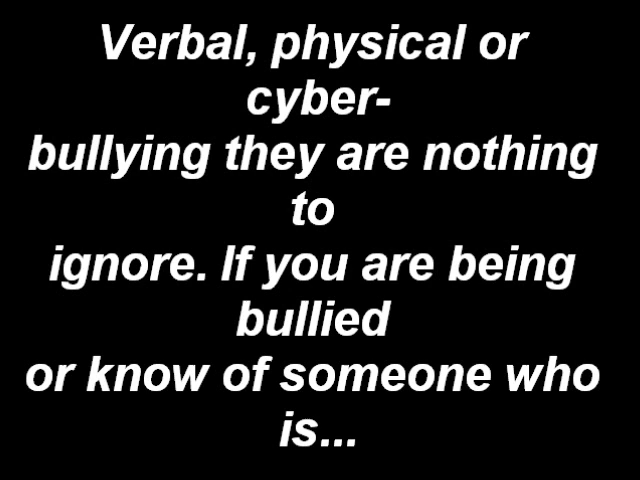 Verbal, physical or
cyber-
bullying they are nothing
to
ignore. If you are being
bullied
or know of someone who
is...